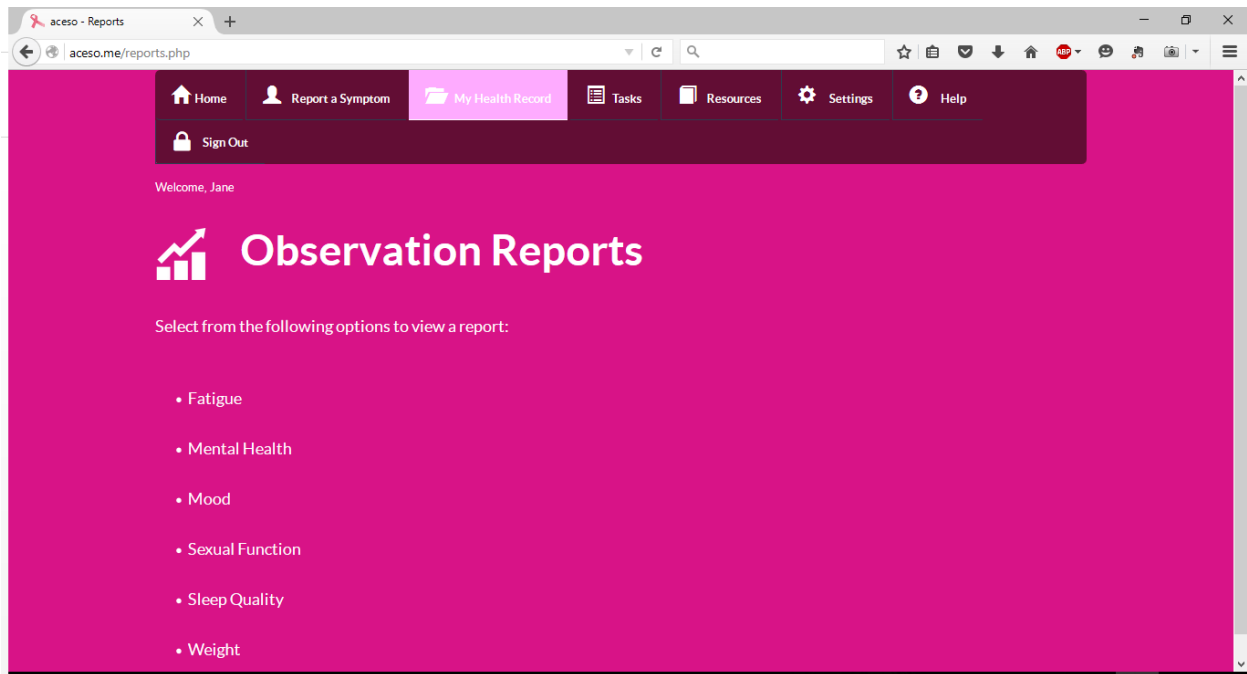 aceso - Reports
aceso.me/reports.php
ABP
Home Report a Symptom My Health Record Tasks Resources Settings Help
Sign Out
Welcome, Jane
Observation Reports
Select from the following options to view a report:
• Fatigue
• Mental Health
• Mood
• Sexual Function
• Sleep Quality
• Weight